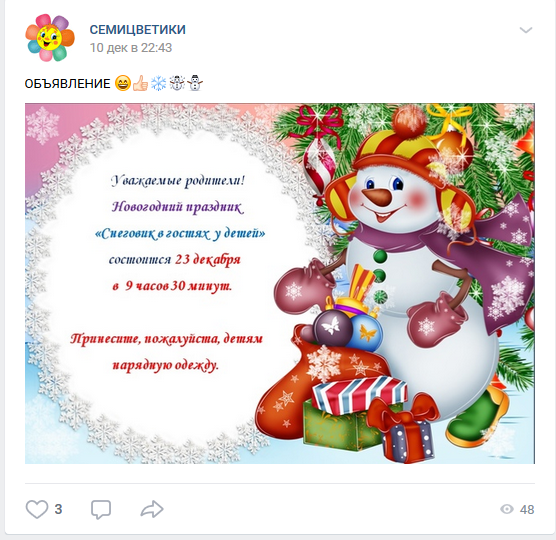 СЕМИЦВЕТИКИ
10 дек в 22:43
ОБЪЯВЛЕНИЕ 😄👍🏻❄☃⛄
Уважаемые родители!
Новогодний праздник
«Снеговик в гостях у детей»
состоится 23 декабря
в 9 часов 30 минут.
Принесите, пожалуйста, детям
нарядную одежду.
3
48